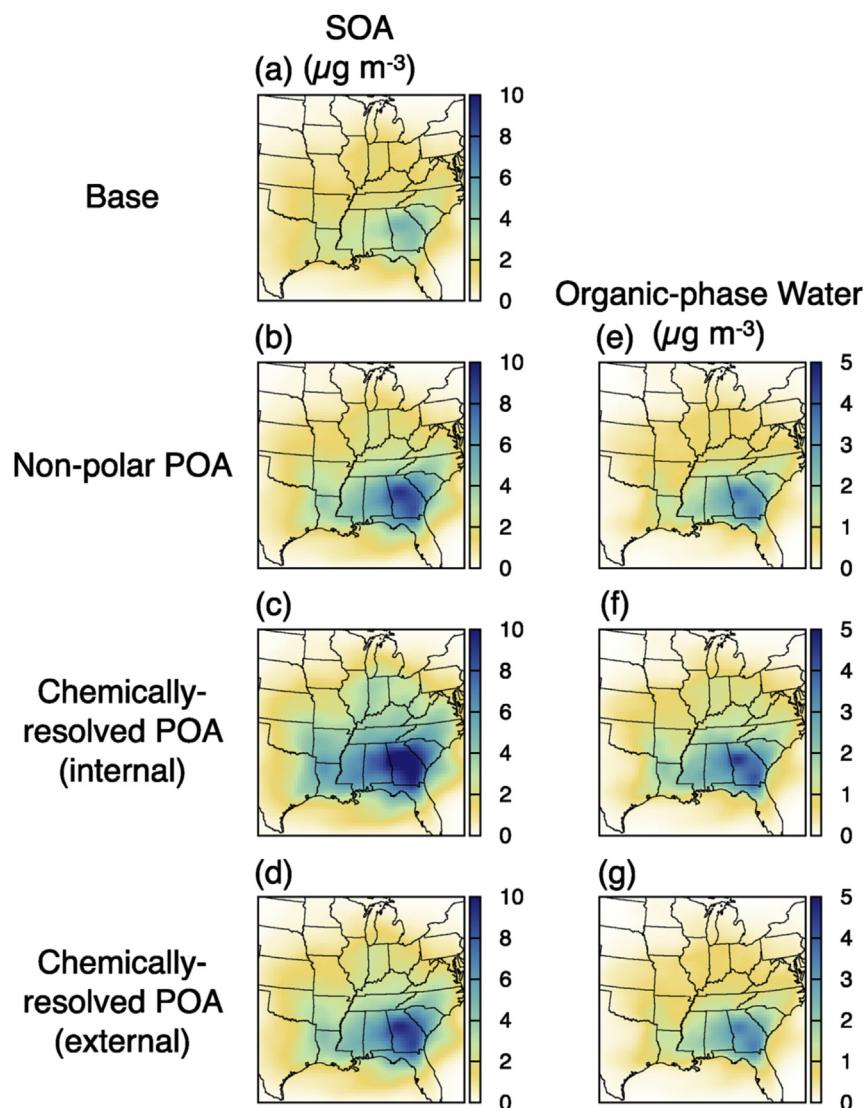 SOA
(a) (µg m-3)
Base
10
8
6
4
2
0
Organic-phase Water
(µg m-3)
(b)
(e)
Non-polar POA
10
8
6
4
2
0
5
4
3
2
1
0
(c)
(f)
Chemically-
resolved POA
(internal)
10
8
6
4
2
0
5
4
3
2
1
0
(d)
(g)
Chemically-
resolved POA
(external)
10
8
6
4
2
0
5
4
3
2
1
0